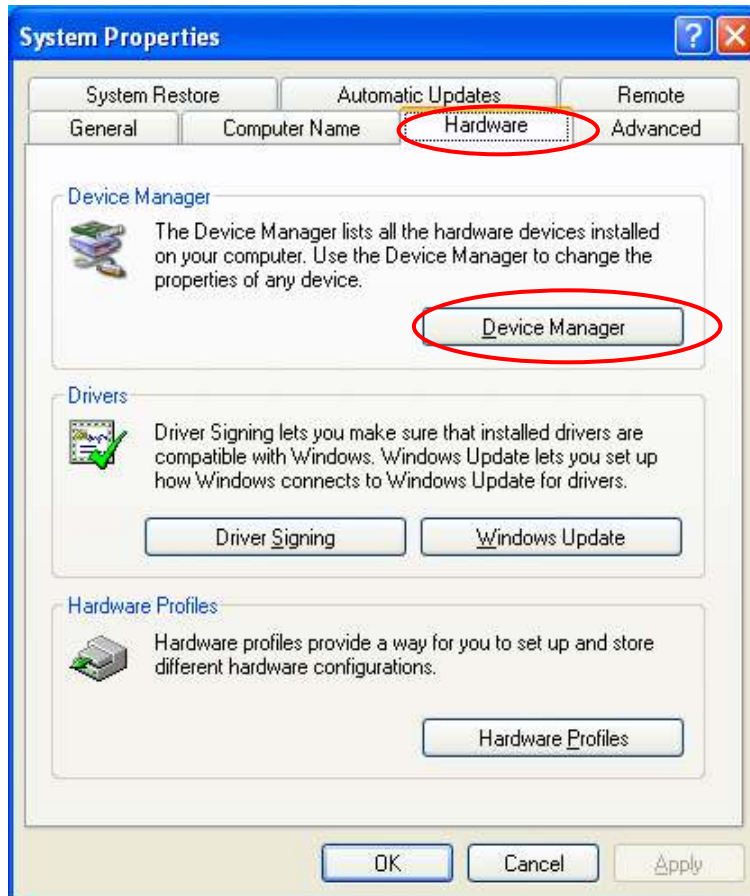 System Properties
System Restore Automatic Updates Remote
General Computer Name Hardware Advanced
Device Manager
The Device Manager lists all the hardware devices installed
on your computer. Use the Device Manager to change the
properties of any device.
Device Manager
Drivers
Driver Signing lets you make sure that installed drivers are
compatible with Windows. Windows Update lets you set up
how Windows connects to Windows Update for drivers.
Driver Signing Windows Update
Hardware Profiles
Hardware profiles provide a way for you to set up and store
different hardware configurations.
Hardware Profiles
OK Cancel Apply